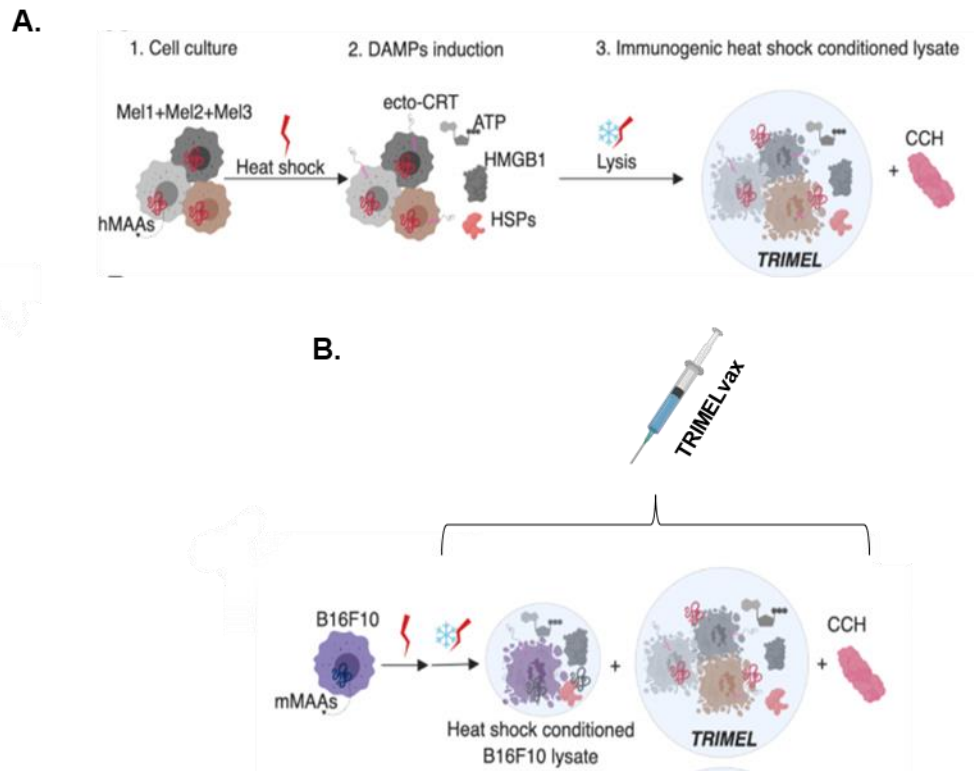 A.
1. Cell culture
2. DAMPs induction
3. Immunogenic heat shock conditioned lysate
Mel1+Mel2+Mel3
hMAAs
Heat shock
ecto-CRT
ATP
HMGB1
HSPs
Lysis
TRIMEL
+
CCH
B.
TRIMELvax
B16F10
mMAAs
Heat shock conditioned
B16F10 lysate
+
TRIMEL
+
CCH